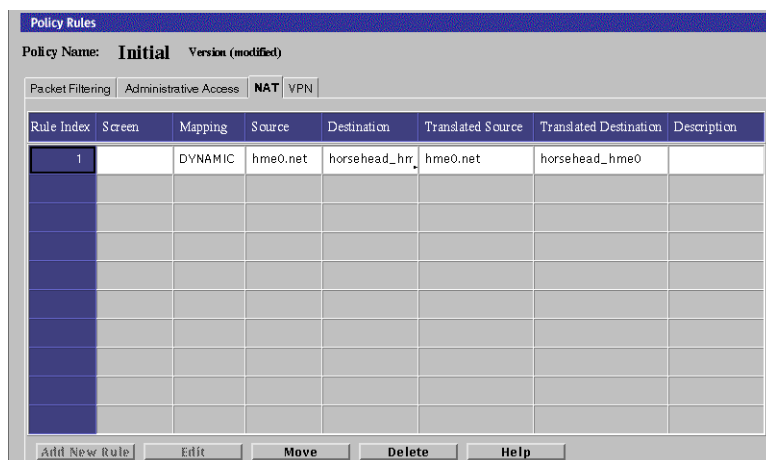 Policy Rules
Policy Name: Initial Version (modified)
Packet Filtering Administrative Access NAT VPN
Rule Index Screen Mapping Source Destination Translated Source Translated Destination Description
1 DYNAMIC hme0.net horsehead_hm hme0.net horsehead_hme0
Add New Rule Edit Move Delete Help